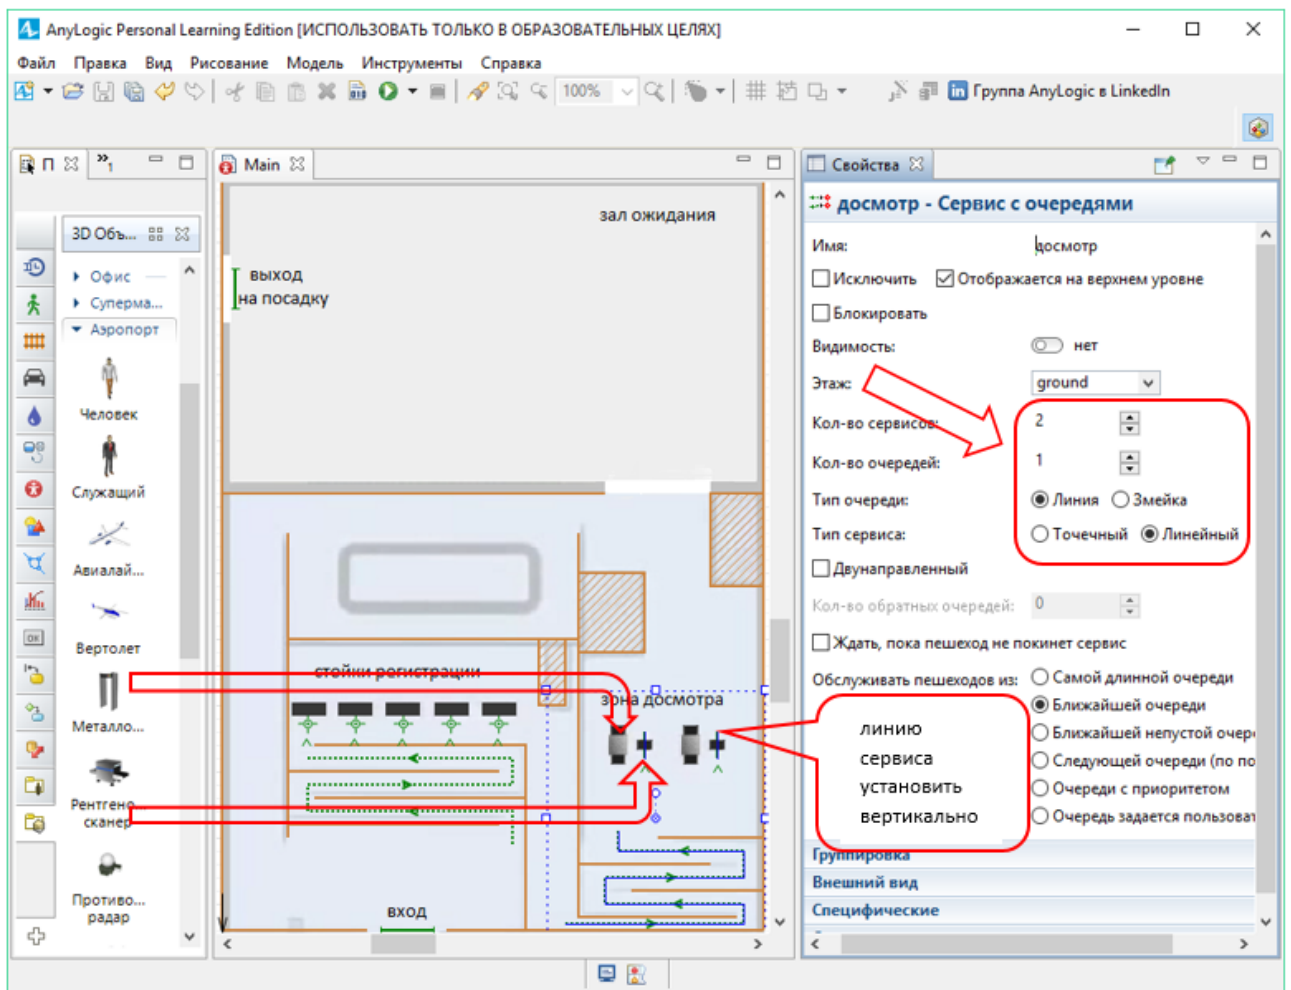 AnyLogic Personal Learning Edition [ИСПОЛЬЗОВАТЬ ТОЛЬКО В ОБРАЗОВАТЕЛЬНЫХ ЦЕЛЯХ]
Файл Правка Вид Рисование Модель Инструменты Справка
100% Группа AnyLogic в LinkedIn
П
»1
Main
Свойства
3D Объ...
Офис
Суперма...
Аэропорт
Человек
Служащий
Авиалай...
Вертолет
Металло...
Рентгено...
сканер
Противо...
радар
зал ожидания
выход
на посадку
стойки регистрации
зона досмотра
вход
досмотр - Сервис с очередями
Имя: досмотр
Исключить Отображается на верхнем уровне
Блокировать
Видимость: нет
Этаж: ground
Кол-во сервисов: 2
Кол-во очередей: 1
Тип очереди: Линия Змейка
Тип сервиса: Точечный Линейный
Двунаправленный
Кол-во обратных очередей: 0
Ждать, пока пешеход не покинет сервис
Обслуживать пешеходов из: Самой длинной очереди
Ближайшей очереди
Ближайшей непустой очер
Следующей очереди (по по
Очереди с приоритетом
Очередь задается пользоват
линию
сервиса
установить
вертикально
Группировка
Внешний вид
Специфические